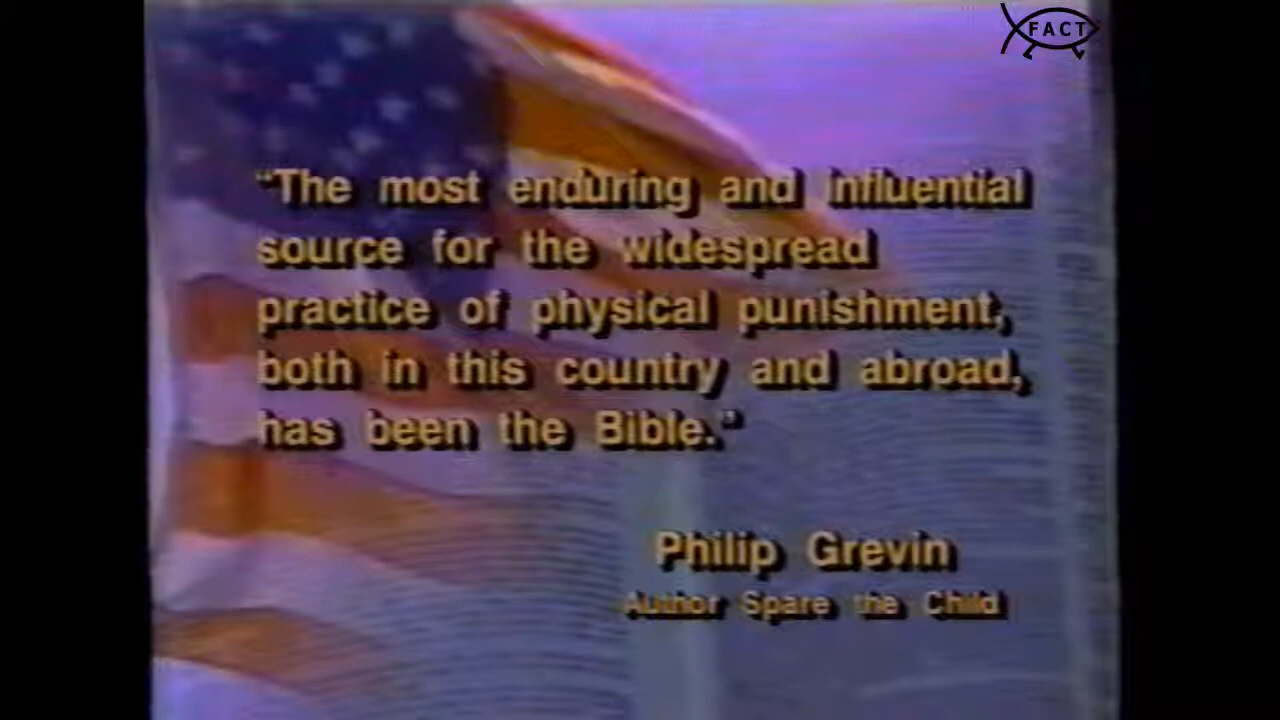 FACT
“The most enduring and influential
source for the widespread
practice of physical punishment,
both in this country and abroad,
has been the Bible.”
Philip Grevin
Author Spare the Child